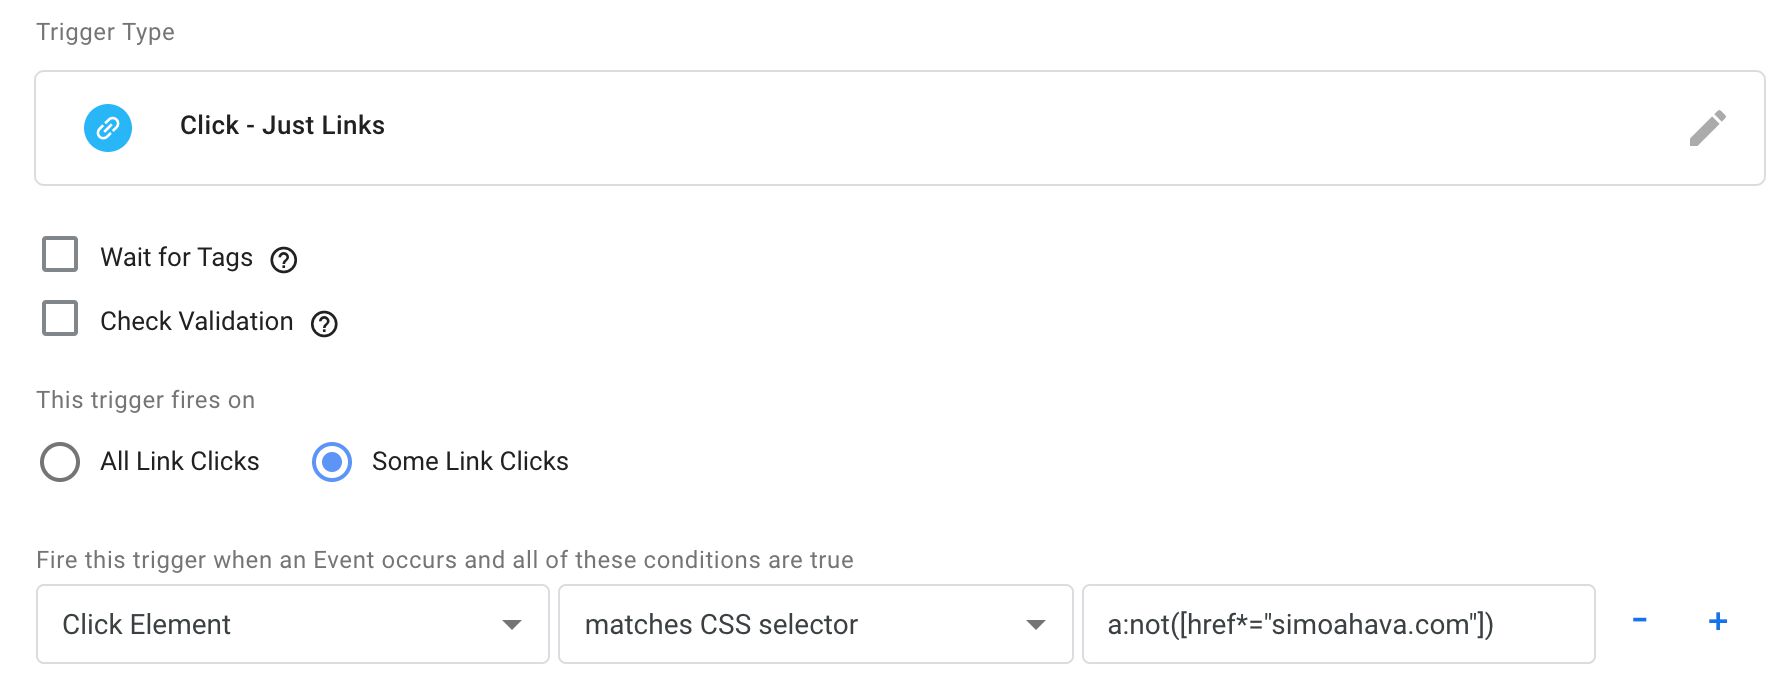 Trigger Type
Click - Just Links
Wait for Tags ?
Check Validation ?
This trigger fires on
All Link Clicks Some Link Clicks
Fire this trigger when an Event occurs and all of these conditions are true
Click Element matches CSS selector a:not([href*="simoahava.com"]) - +